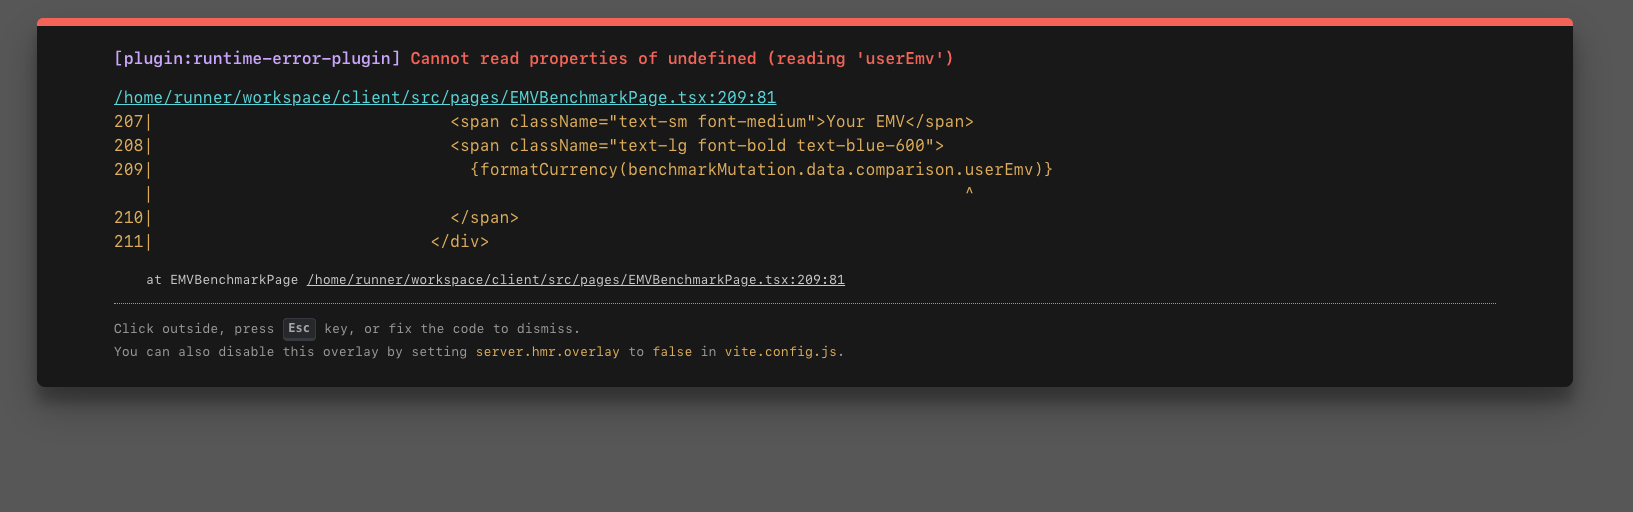 [plugin:runtime-error-plugin] Cannot read properties of undefined (reading 'userEmv')
/home/runner/workspace/client/src/pages/EMVBenchmarkPage.tsx:209:81
207|                              <span className="text-sm font-medium">Your EMV</span>
208|                              <span className="text-lg font-bold text-blue-600">
209|                                {formatCurrency(benchmarkMutation.data.comparison.userEmv)}
   |                                                                                  ^
210|                              </span>
211|                            </div>
at EMVBenchmarkPage /home/runner/workspace/client/src/pages/EMVBenchmarkPage.tsx:209:81
Click outside, press Esc key, or fix the code to dismiss.
You can also disable this overlay by setting server.hmr.overlay to false in vite.config.js.